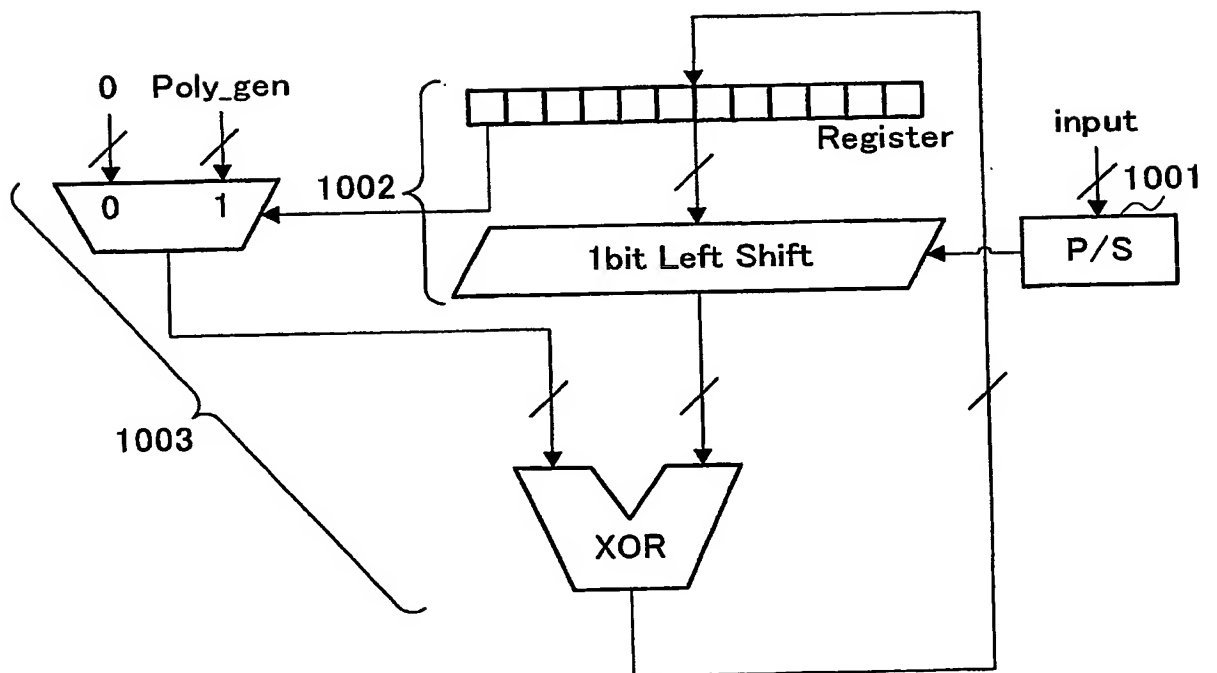 0 Poly_gen
Register
input
1001
1002
0 1
1bit Left Shift
P/S
1003
XOR